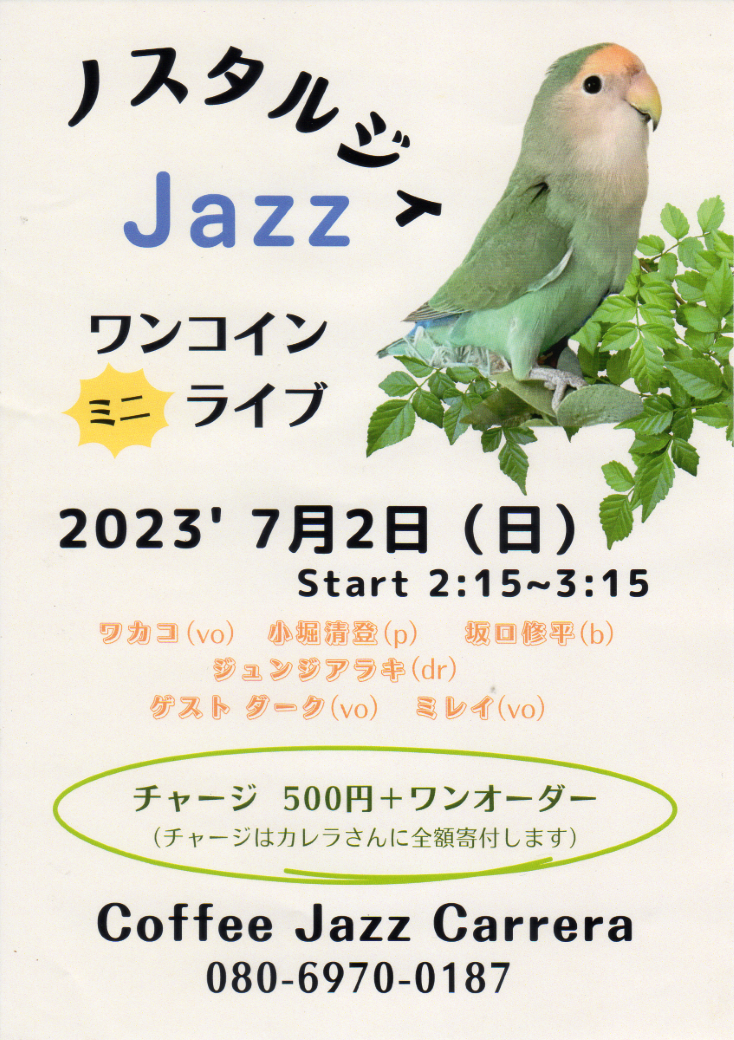 ノスタルジィ
Jazz
ワンコイン
ミニ ライブ
2023' 7月2日（日）
Start 2:15~3:15
ワカコ(vo) 小堀清登(p) 坂口修平(b)
ジュンジアラキ(dr)
ゲスト ダーク(vo) ミレイ(vo)
チャージ 500円＋ワンオーダー
（チャージはカレラさんに全額寄付します）
Coffee Jazz Carrera
080-6970-0187